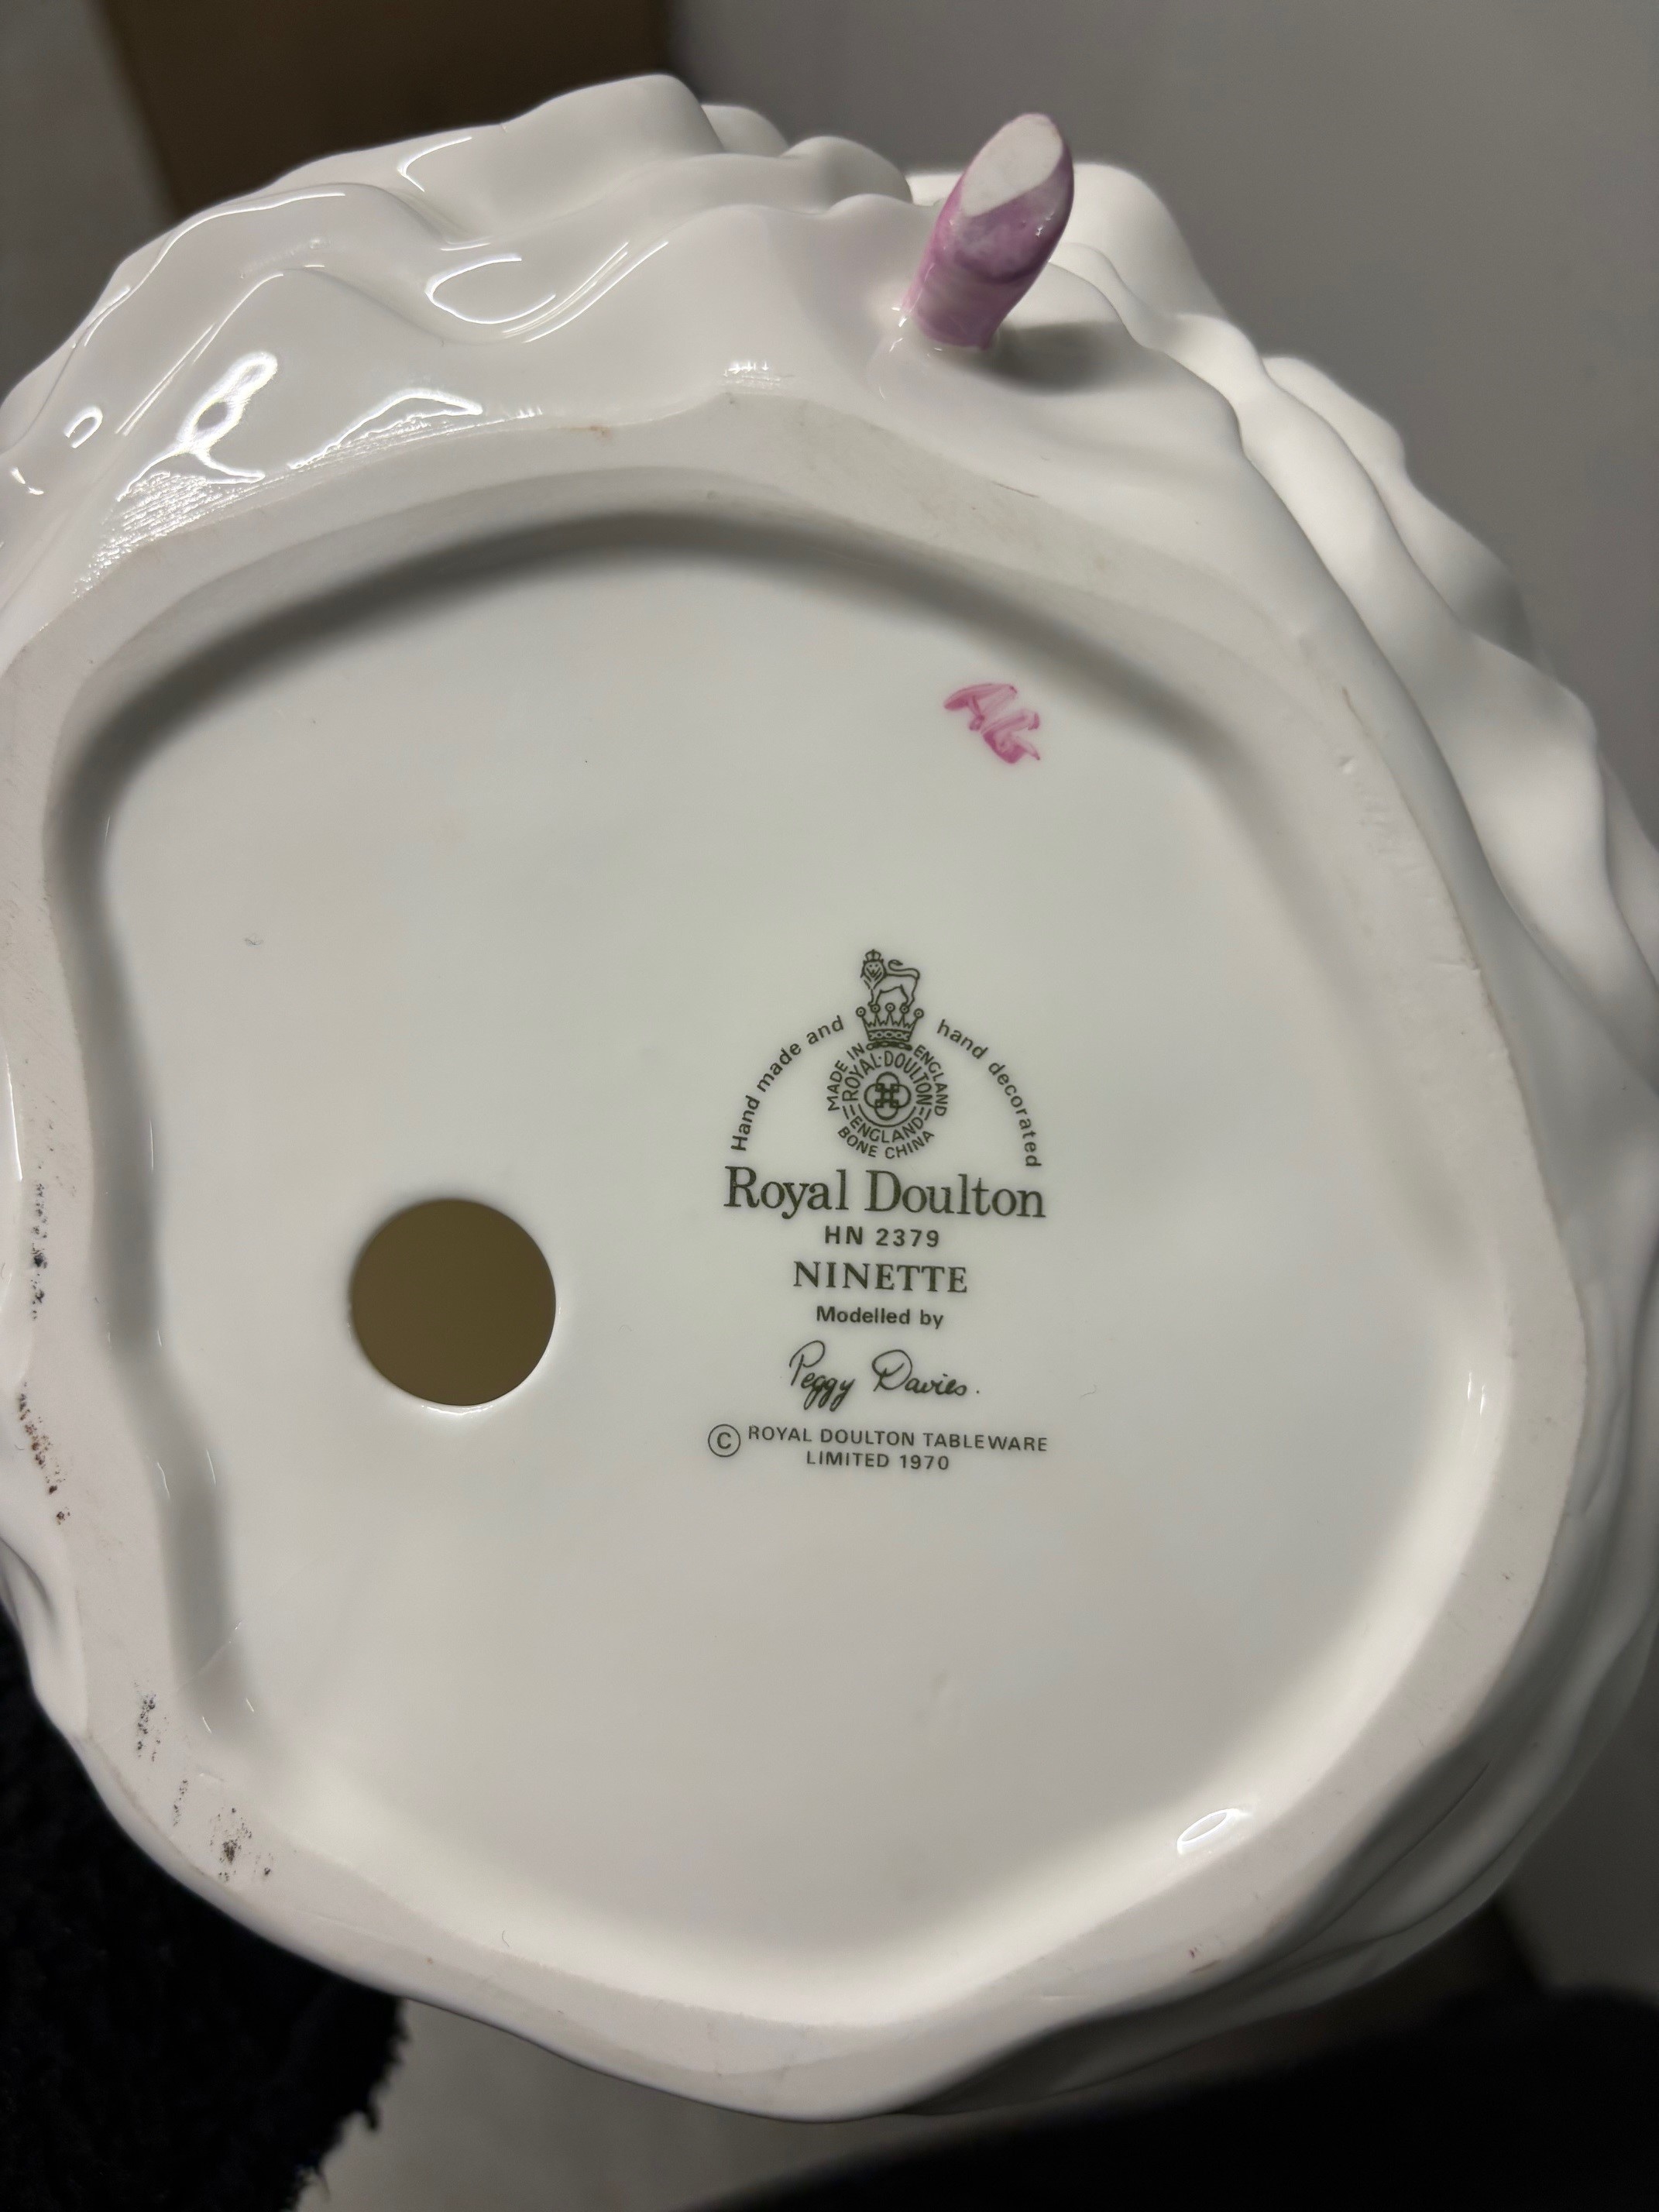 AG
Hand made and hand decorated
MADE IN ENGLAND
ROYAL·DOULTON
ENGLAND
BONE CHINA
Royal Doulton
HN 2379
NINETTE
Modelled by
Peggy Davies.
© ROYAL DOULTON TABLEWARE
LIMITED 1970